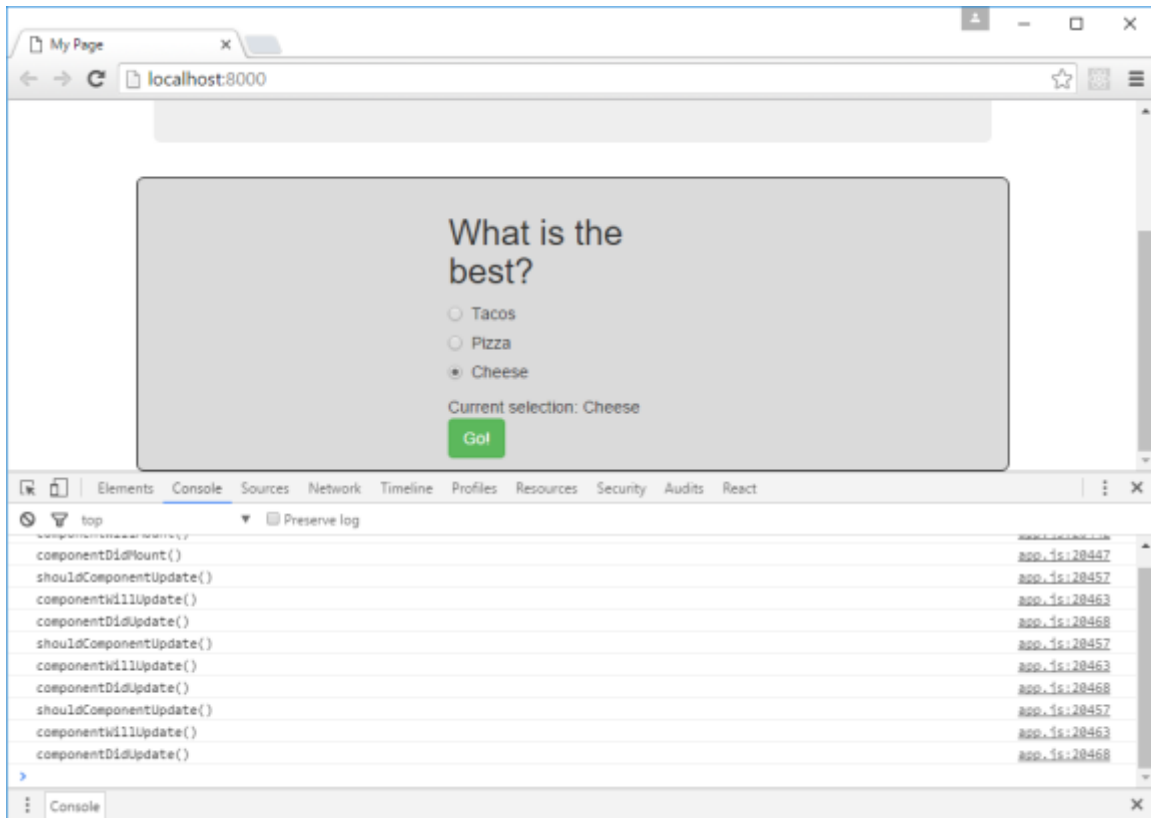 My Page
localhost:8000
What is the
best?
Tacos
Pizza
Cheese
Current selection: Cheese
Go!
Elements Console Sources Network Timeline Profiles Resources Security Audits React
top Preserve log
componentDidMount() app.js:20447
shouldComponentUpdate() app.js:20457
componentWillUpdate() app.js:20463
componentDidUpdate() app.js:20468
shouldComponentUpdate() app.js:20457
componentWillUpdate() app.js:20463
componentDidUpdate() app.js:20468
shouldComponentUpdate() app.js:20457
componentWillUpdate() app.js:20463
componentDidUpdate() app.js:20468
Console